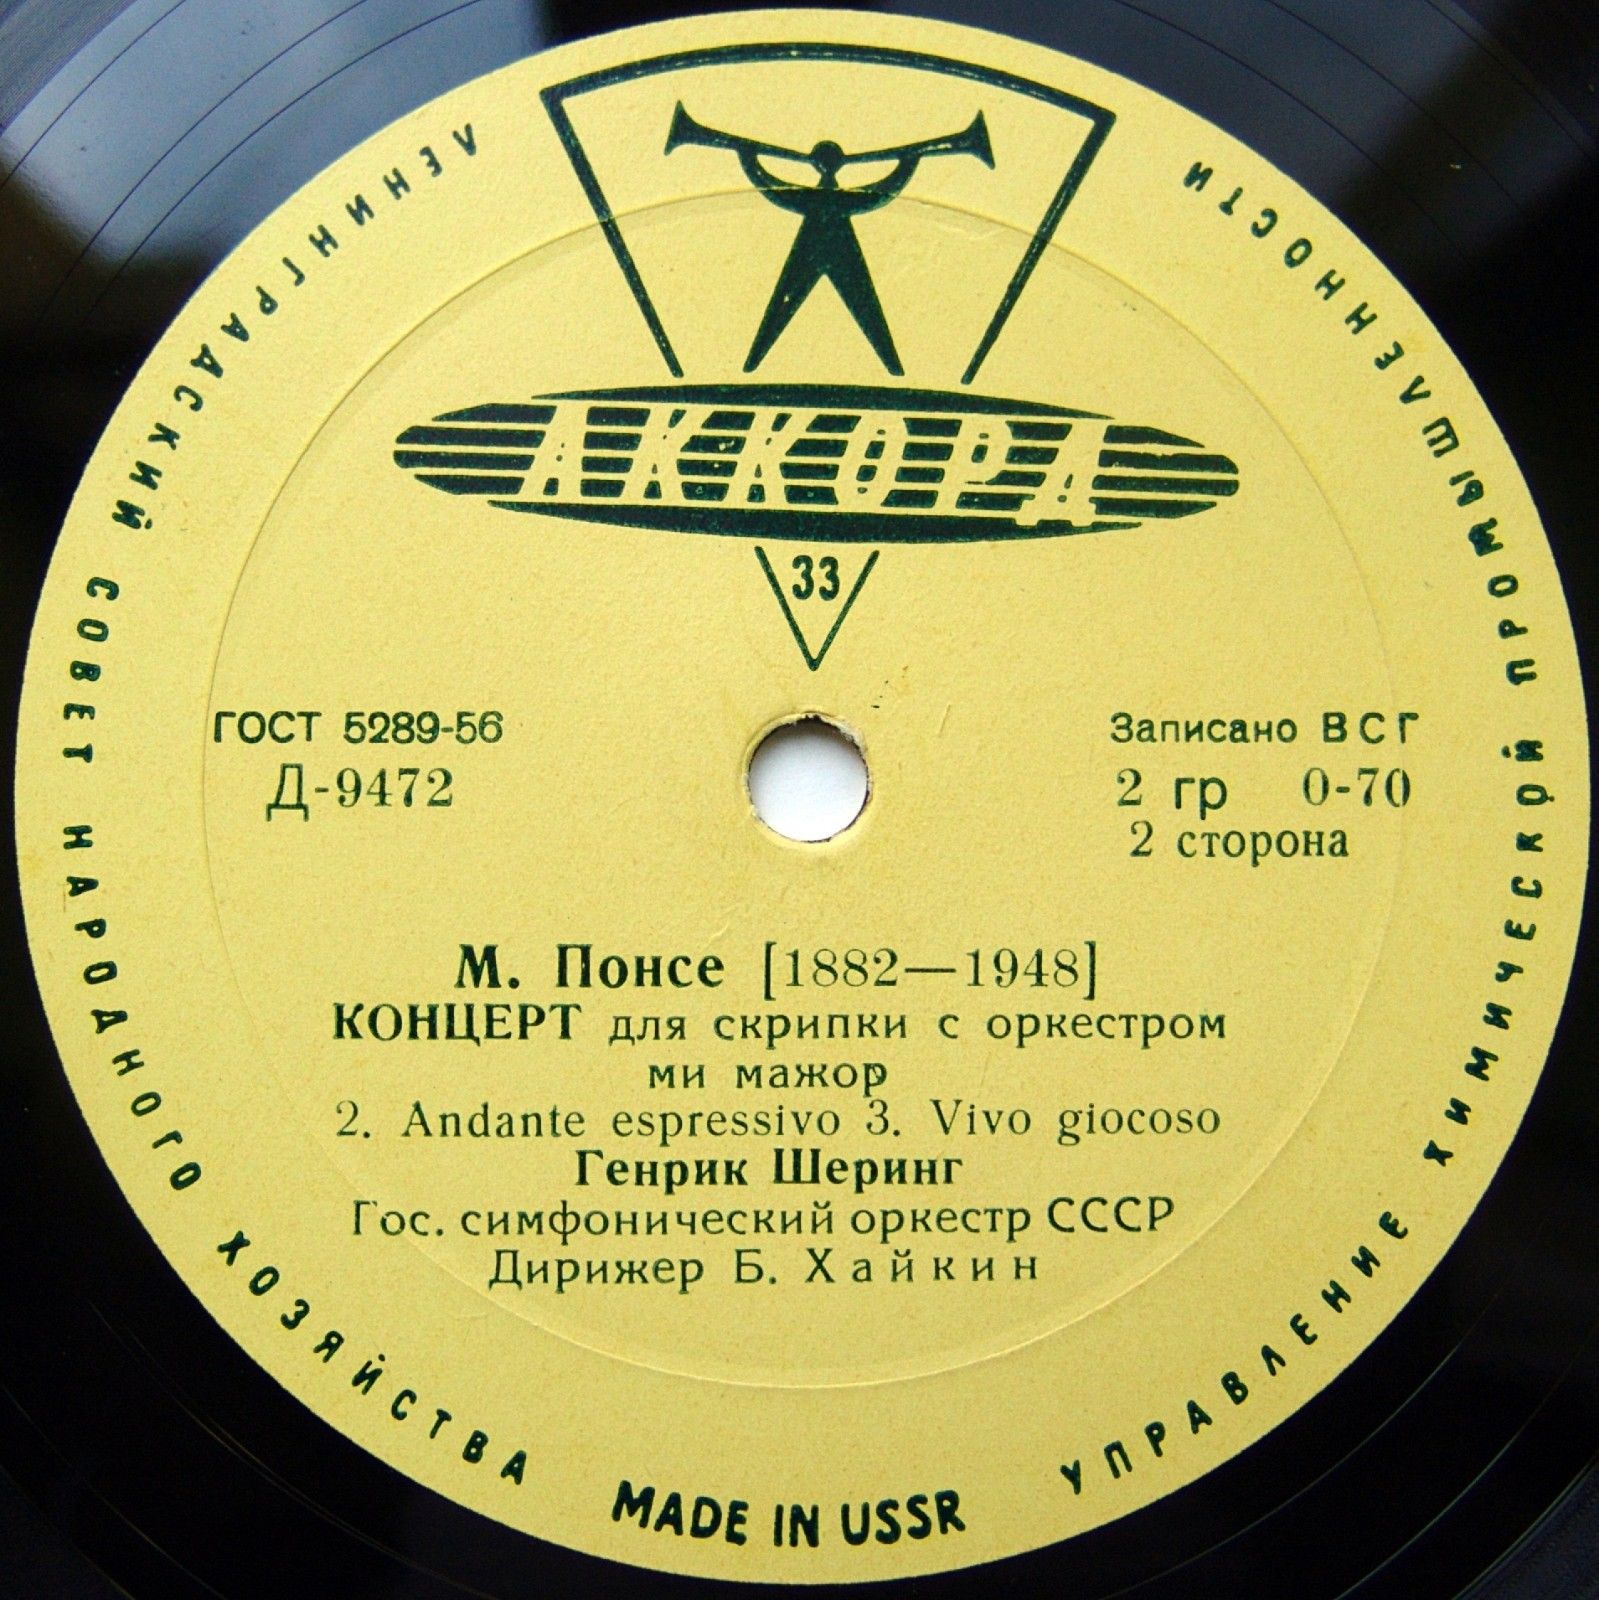 АККОРД
33
ГОСТ 5289-56
Д-9472
Записано ВСГ
2 гр 0-70
2 сторона
М. Понсе [1882—1948]
КОНЦЕРТ для скрипки с оркестром
ми мажор
2. Andante espressivo 3. Vivo giocoso
Генрик Шеринг
Гос. симфонический оркестр СССР
Дирижер Б. Хайкин
ЛЕНИНГРАДСКИЙ СОВЕТ НАРОДНОГО ХОЗЯЙСТВА
MADE IN USSR
УПРАВЛЕНИЕ ХИМИЧЕСКОЙ ПРОМЫШЛЕННОСТИ